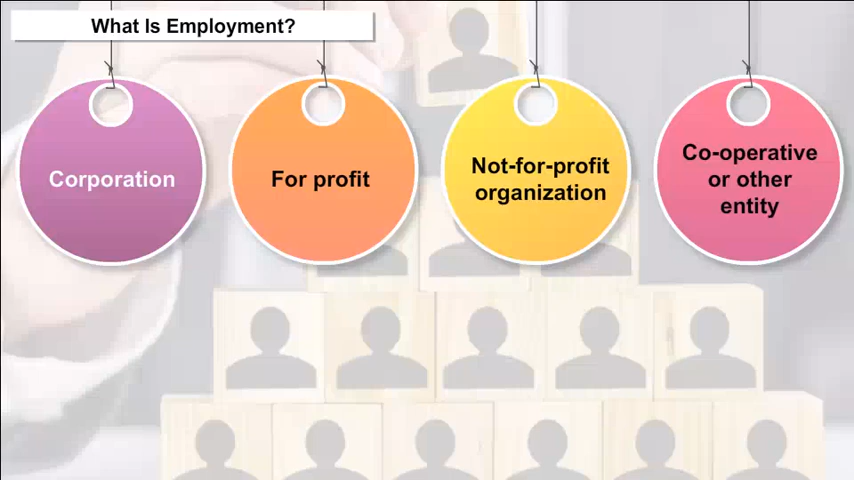 What Is Employment?
Corporation
For profit
Not-for-profit
organization
Co-operative
or other
entity